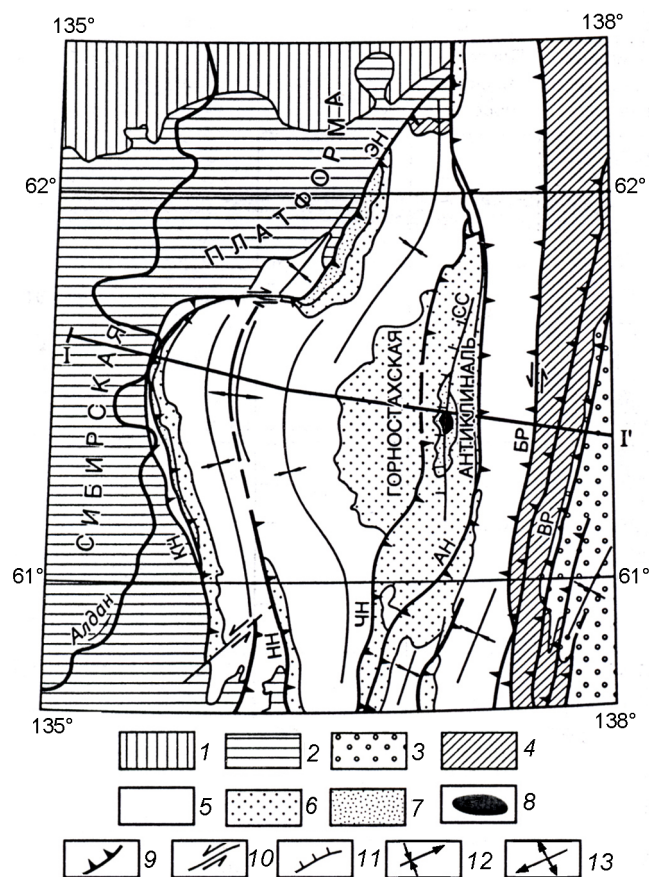 135°
138°
62°
62°
ПЛАТФОРМА
ЭН
СС
I
СИБИРСКАЯ
ГОРНОСТАХСКАЯ
АНТИКЛИНАЛЬ
БР
I'
КН
АН
ВР
61°
61°
Алдан
НН
ЧН
135°
138°
1 2 3 4
5 6 7 8
9 10 11 12 13